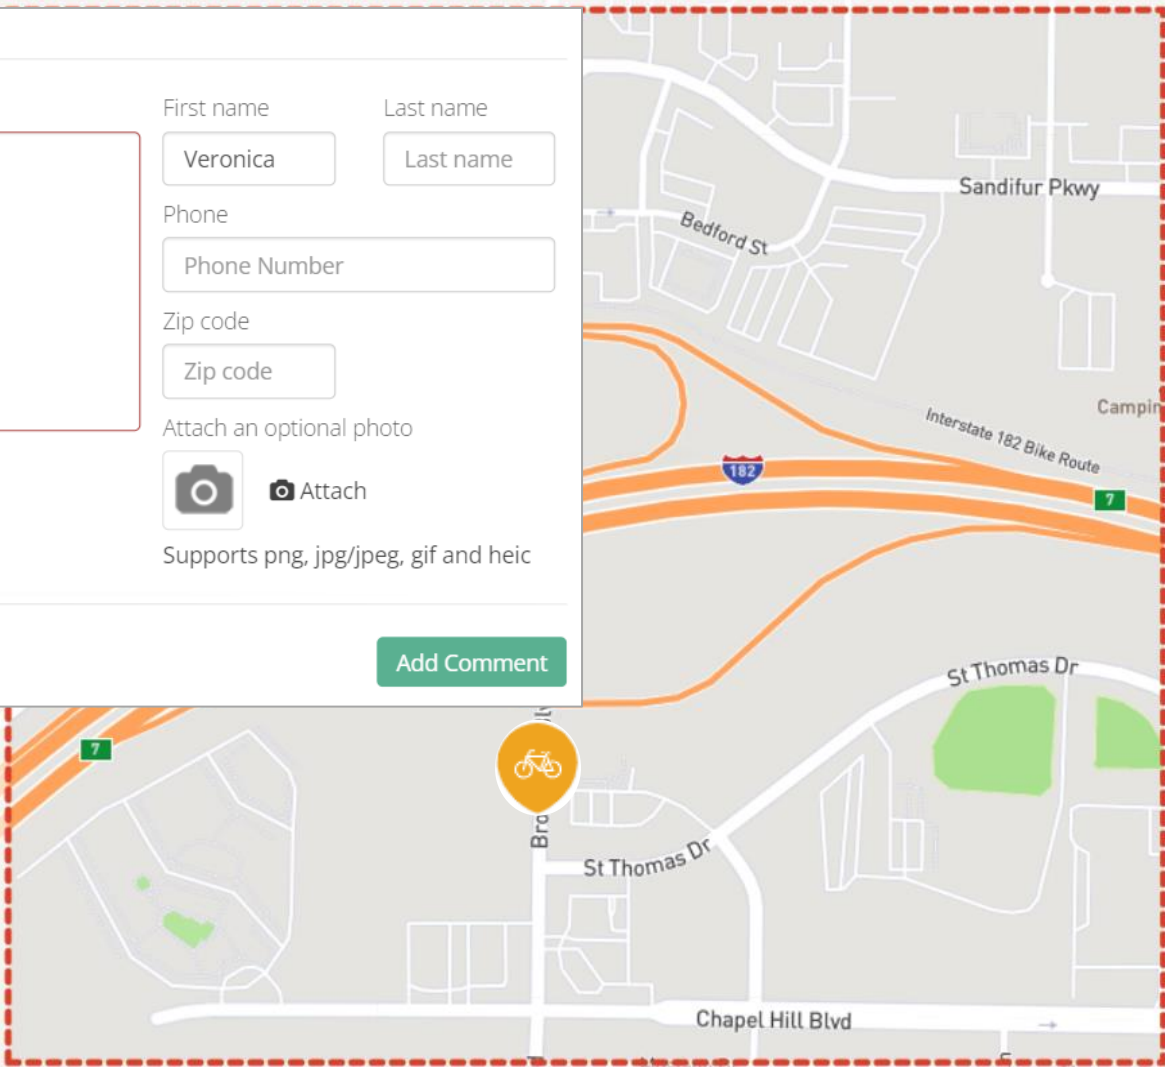 First name
Last name
Veronica
Last name
Phone
Phone Number
Zip code
Zip code
Attach an optional photo
Attach
Supports png, jpg/jpeg, gif and heic
Add Comment
Sandifur Pkwy
Bedford St
Interstate 182 Bike Route
182
7
St Thomas Dr
7
St Thomas Dr
Chapel Hill Blvd